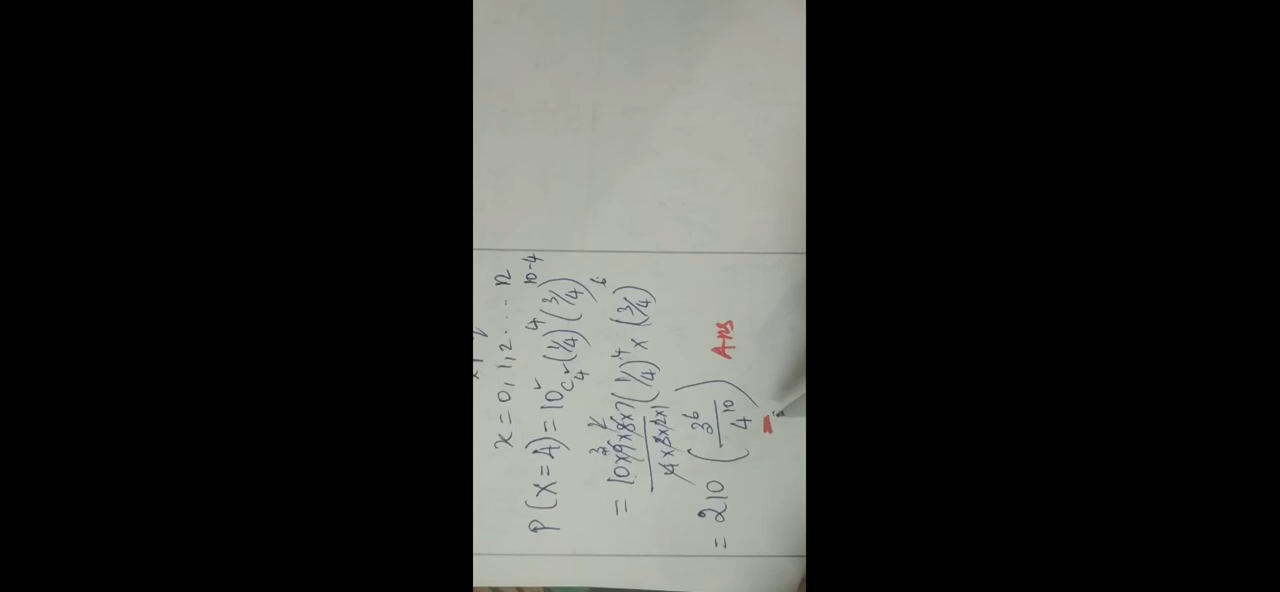 x = 0, 1, 2 .... n
P(X=4) = 10C4 (1/4)^4 (3/4)^10-4
= 10×9×8×7 / 4×3×2×1 (1/4)^4 × (3/4)^6
= 210 (3^6 / 4^10) Ans